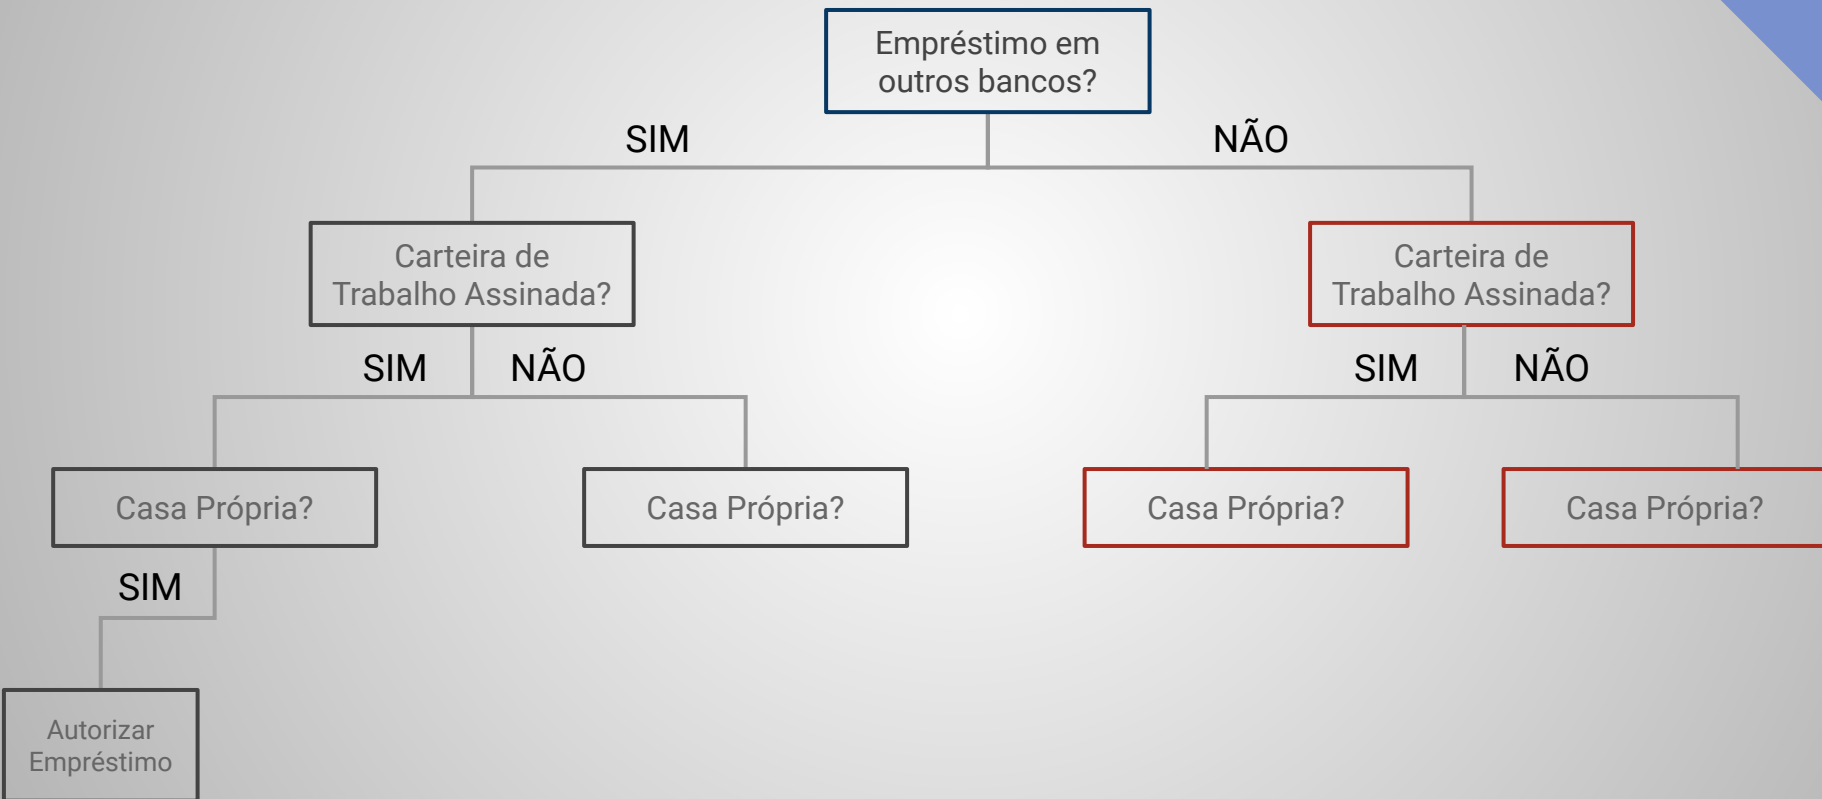 Empréstimo em
outros bancos?
SIM
NÃO
Carteira de
Trabalho Assinada?
Carteira de
Trabalho Assinada?
SIM
NÃO
SIM
NÃO
Casa Própria?
Casa Própria?
Casa Própria?
Casa Própria?
SIM
Autorizar
Empréstimo